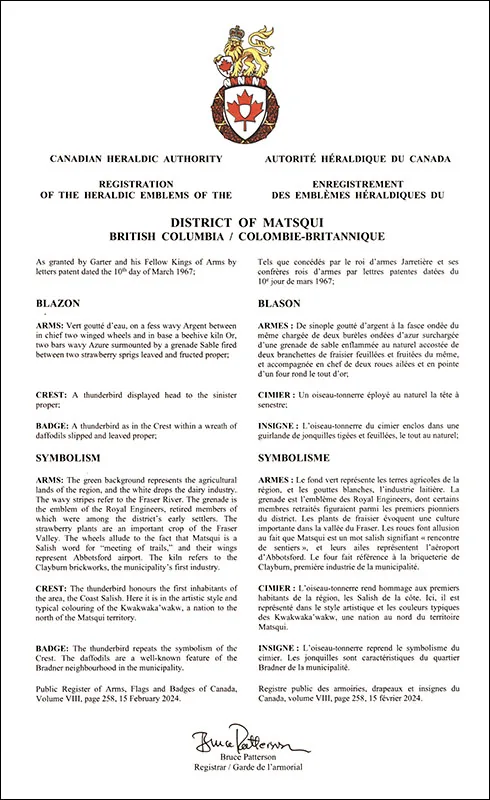 CANADIAN HERALDIC AUTHORITY
AUTORITÉ HÉRALDIQUE DU CANADA
REGISTRATION
OF THE HERALDIC EMBLEMS OF THE
ENREGISTREMENT
DES EMBLÈMES HÉRALDIQUES DU
DISTRICT OF MATSQUI
BRITISH COLUMBIA / COLOMBIE-BRITANNIQUE
As granted by Garter and his Fellow Kings of Arms by
letters patent dated the 10th day of March 1967;
BLAZON
ARMS: Vert goutté d'eau, on a fess wavy Argent between
in chief two winged wheels and in base a beehive kiln Or,
two bars wavy Azure surmounted by a grenade Sable fired
between two strawberry sprigs leaved and fructed proper;
CREST: A thunderbird displayed head to the sinister
proper;
BADGE: A thunderbird as in the Crest within a wreath of
daffodils slipped and leaved proper;
SYMBOLISM
ARMS: The green background represents the agricultural
lands of the region, and the white drops the dairy industry.
The wavy stripes refer to the Fraser River. The grenade is
the emblem of the Royal Engineers, retired members of
which were among the district's early settlers. The
strawberry plants are an important crop of the Fraser
Valley. The wheels allude to the fact that Matsqui is a
Salish word for “meeting of trails,” and their wings
represent Abbotsford airport. The kiln refers to the
Clayburn brickworks, the municipality's first industry.
CREST: The thunderbird honours the first inhabitants of
the area, the Coast Salish. Here it is in the artistic style and
typical colouring of the Kwakwaka'wakw, a nation to the
north of the Matsqui territory.
BADGE: The thunderbird repeats the symbolism of the
Crest. The daffodils are a well-known feature of the
Bradner neighbourhood in the municipality.
Public Register of Arms, Flags and Badges of Canada,
Volume VIII, page 258, 15 February 2024.
Tels que concédés par le roi d'armes Jarretière et ses
confrères rois d'armes par lettres patentes datées du
10e jour de mars 1967;
BLASON
ARMES : De sinople goutté d'argent à la fasce ondée du
même chargée de deux burèles ondées d'azur surchargée
d'une grenade de sable enflammée au naturel accostée de
deux branchettes de fraisier feuillées et fruitées du même,
et accompagnée en chef de deux roues ailées et en pointe
d'un four rond le tout d'or;
CIMIER : Un oiseau-tonnerre éployé au naturel la tête à
senestre;
INSIGNE : L'oiseau-tonnerre du cimier enclos dans une
guirlande de jonquilles tigées et feuillées, le tout au naturel;
SYMBOLISME
ARMES : Le fond vert représente les terres agricoles de la
région, et les gouttes blanches, l'industrie laitière. La
grenade est l'emblème des Royal Engineers, dont certains
membres retraités figuraient parmi les premiers pionniers
du district. Les plants de fraisier évoquent une culture
importante dans la vallée du Fraser. Les roues font allusion
au fait que Matsqui est un mot salish signifiant « rencontre
de sentiers », et leurs ailes représentent l'aéroport
d'Abbotsford. Le four fait référence à la briqueterie de
Clayburn, première industrie de la municipalité.
CIMIER : L'oiseau-tonnerre rend hommage aux premiers
habitants de la région, les Salish de la côte. Ici, il est
représenté dans le style artistique et les couleurs typiques
des Kwakwaka'wakw, une nation au nord du territoire
Matsqui.
INSIGNE : L'oiseau-tonnerre reprend le symbolisme du
cimier. Les jonquilles sont caractéristiques du quartier
Bradner de la municipalité.
Registre public des armoiries, drapeaux et insignes du
Canada, volume VIII, page 258, 15 février 2024.
Bruce Patterson
Bruce Patterson
Registrar / Garde de l'armorial